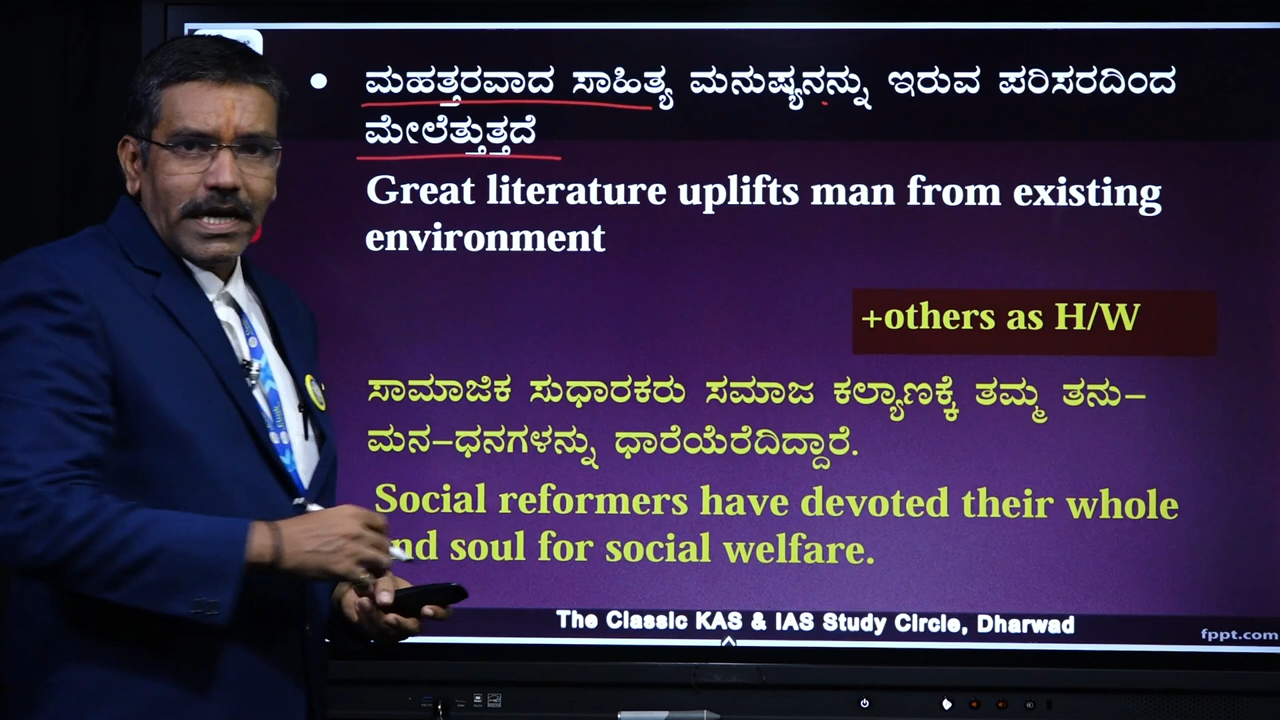 ಮಹತ್ತರವಾದ ಸಾಹಿತ್ಯ ಮನುಷ್ಯನನ್ನು ಇರುವ ಪರಿಸರದಿಂದ
ಮೇಲೆತ್ತುತ್ತದೆ
Great literature uplifts man from existing
environment
+others as H/W
ಸಾಮಾಜಿಕ ಸುಧಾರಕರು ಸಮಾಜ ಕಲ್ಯಾಣಕ್ಕೆ ತಮ್ಮ ತನು–
ಮನ–ಧನಗಳನ್ನು ಧಾರೆಯೆರೆದಿದ್ದಾರೆ.
Social reformers have devoted their whole
nd soul for social welfare.
The Classic KAS & IAS Study Circle, Dharwad
fppt.com